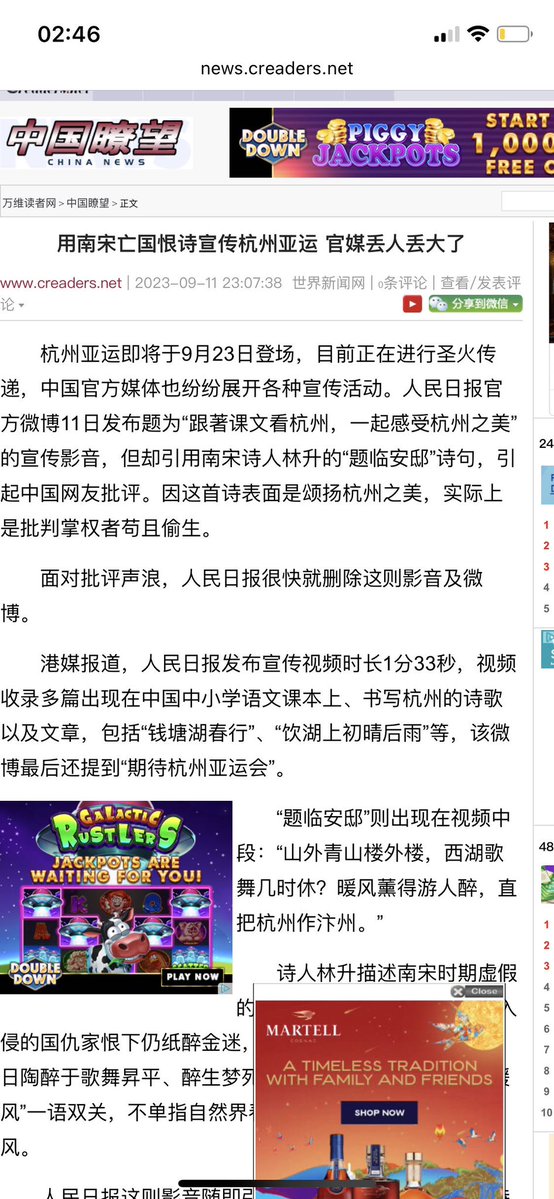 02:46
news.creaders.net
中国瞭望
CHINA NEWS
DOUBLE DOWN
PIGGY JACKPOTS
START
1,000
FREE C
万维读者网 > 中国瞭望 > 正文
用南宋亡国恨诗宣传杭州亚运 官媒丢人丢大了
www.creaders.net | 2023-09-11 23:07:38 世界新闻网 | 0条评论 | 查看/发表评
论
分享到微信
杭州亚运即将于9月23日登场，目前正在进行圣火传
递，中国官方媒体也纷纷展开各种宣传活动。人民日报官
方微博11日发布题为“跟著课文看杭州，一起感受杭州之美”
的宣传影音，但却引用南宋诗人林升的“题临安邸”诗句，引
起中国网友批评。因这首诗表面是颂扬杭州之美，实际上
是批判掌权者苟且偷生。
面对批评声浪，人民日报很快就删除这则影音及微
博。
港媒报道，人民日报发布宣传视频时长1分33秒，视频
收录多篇出现在中国中小学语文课本上、书写杭州的诗歌
以及文章，包括“钱塘湖春行”、“饮湖上初晴后雨”等，该微
博最后还提到“期待杭州亚运会”。
GALACTIC RUSTLERS
JACKPOTS ARE
WAITING FOR YOU!
DOUBLE DOWN
PLAY NOW
“题临安邸”则出现在视频中
段：“山外青山楼外楼，西湖歌
舞几时休？暖风薰得游人醉，直
把杭州作汴州。”
诗人林升描述南宋时期虚假
的
侵的国仇家恨下仍纸醉金迷，
日陶醉于歌舞昇平、醉生梦死
风”一语双关，不单指自然界
风。
人民日报这则影音随即引
Close
MARTELL
COGNAC
A TIMELESS TRADITION
WITH FAMILY AND FRIENDS
SHOP NOW
24
1
2
3
4
5
48
1
2
3
4
5
6
7
8
9
10